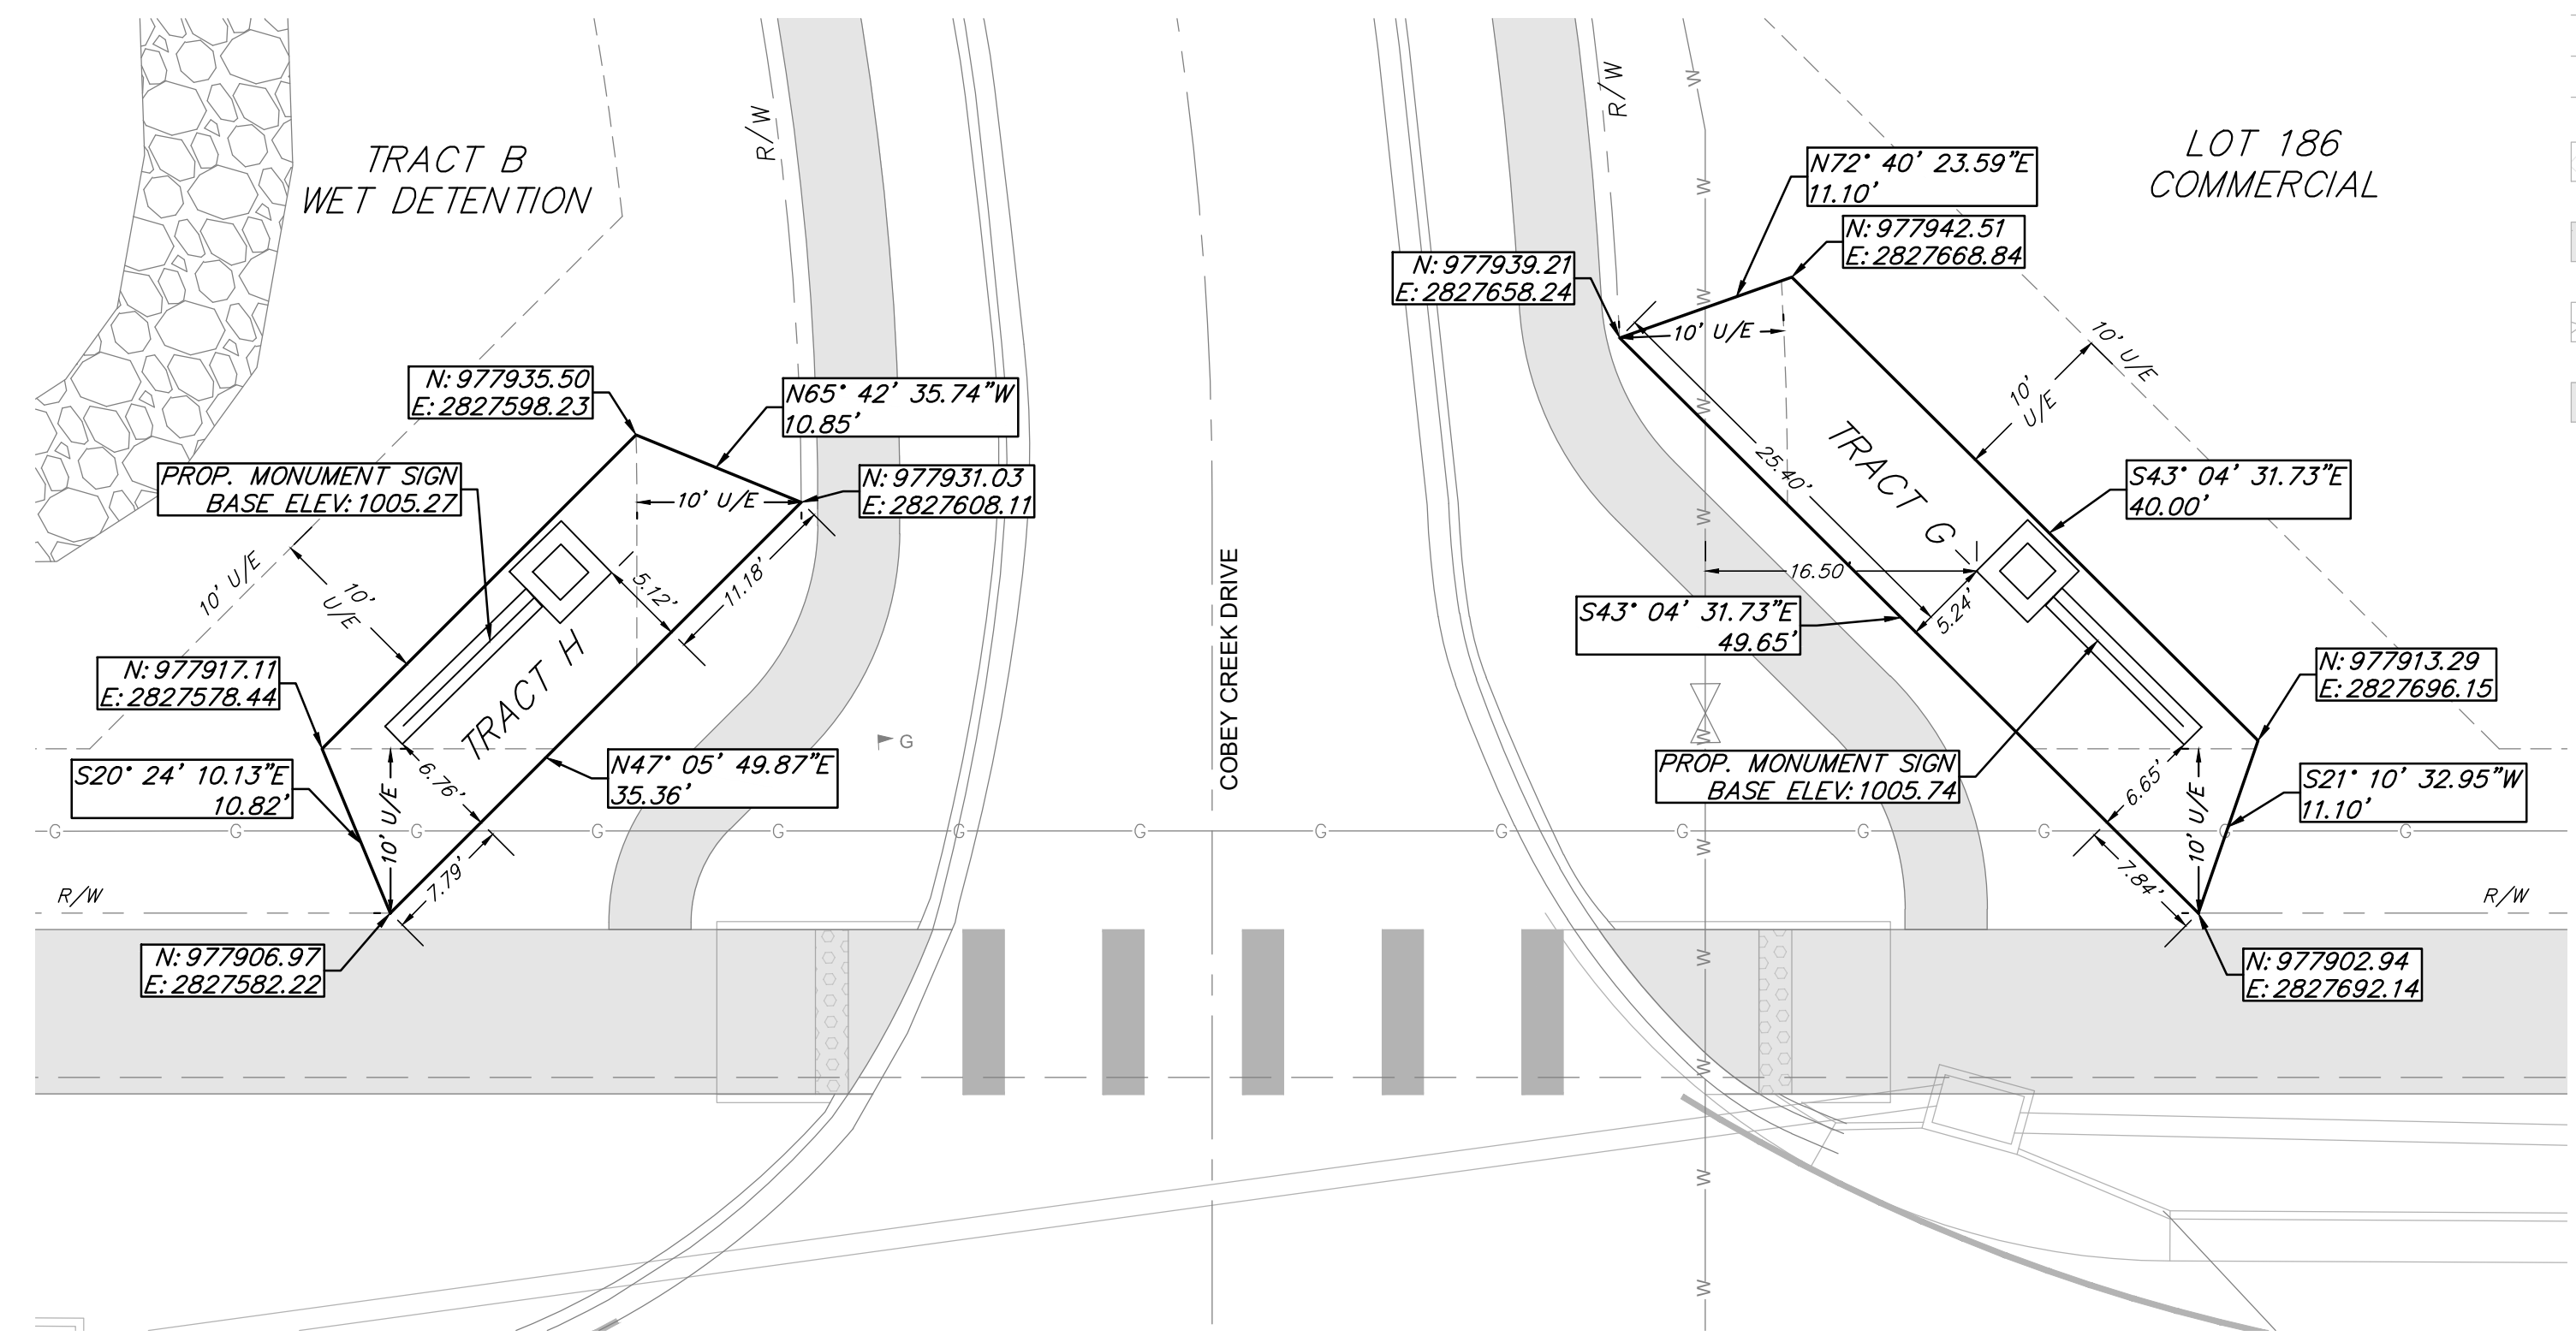 TRACT B
WET DETENTION
R/W
R/W
LOT 186
COMMERCIAL
N72° 40' 23.59"E
11.10'
N: 977942.51
E: 2827668.84
N: 977939.21
E: 2827658.24
10' U/E
10' U/E
10'
U/E
N: 977935.50
E: 2827598.23
N65° 42' 35.74"W
10.85'
PROP. MONUMENT SIGN
BASE ELEV: 1005.27
N: 977931.03
E: 2827608.11
10' U/E
TRACT G
25.40'
S43° 04' 31.73"E
40.00'
10' U/E
10'
U/E
5.12'
11.18'
COBEY CREEK DRIVE
16.50'
5.24'
S43° 04' 31.73"E
49.65'
TRACT H
N: 977917.11
E: 2827578.44
N: 977913.29
E: 2827696.15
G
S20° 24' 10.13"E
10.82'
6.76'
10' U/E
N47° 05' 49.87"E
35.36'
PROP. MONUMENT SIGN
BASE ELEV: 1005.74
6.65'
10' U/E
S21° 10' 32.95"W
11.10'
G G G G G G G G G G G G G G
W
W
W
W
W
W
W
W
W
W
W
7.79'
7.84'
R/W
R/W
N: 977906.97
E: 2827582.22
N: 977902.94
E: 2827692.14